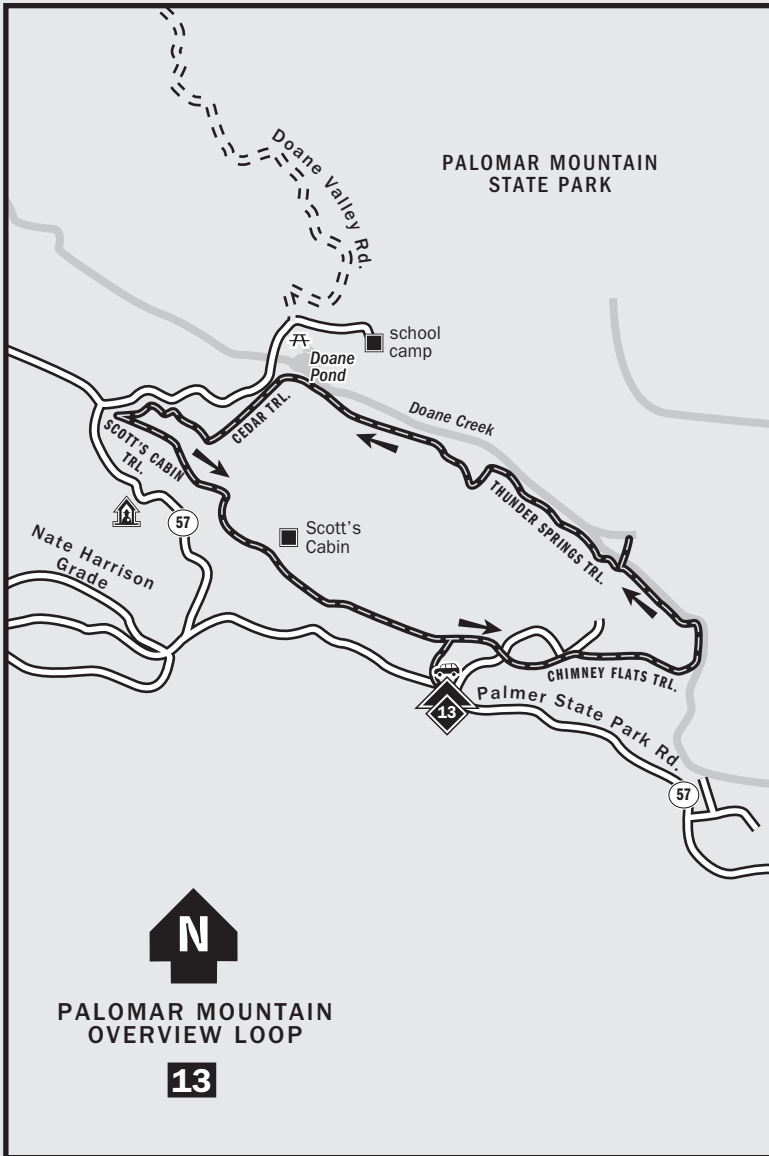 Doane Valley Rd.
PALOMAR MOUNTAIN
STATE PARK
school
camp
Doane
Pond
Doane Creek
CEDAR TRL.
SCOTT'S CABIN
TRL.
THUNDER SPRINGS TRL.
57
Scott's
Cabin
Nate Harrison
Grade
CHIMNEY FLATS TRL.
13
Palmer State Park Rd.
57
N
PALOMAR MOUNTAIN
OVERVIEW LOOP
13